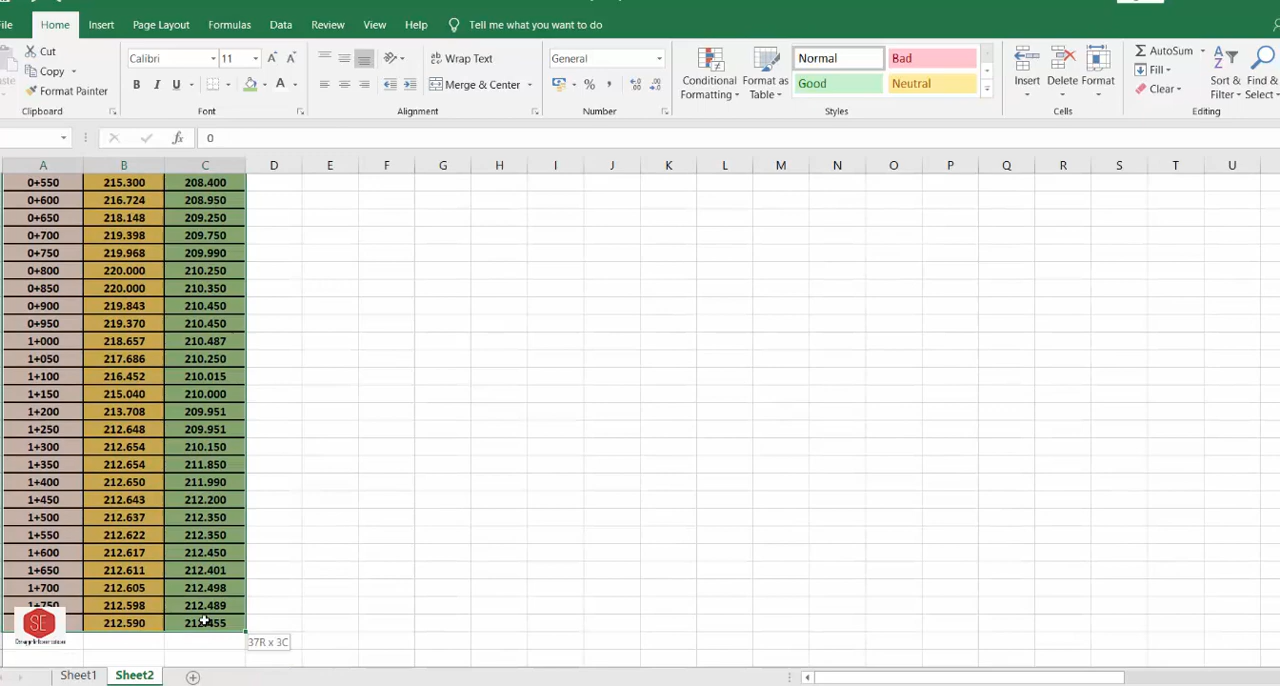 File Home Insert Page Layout Formulas Data Review View Help Tell me what you want to do
Cut
Copy
Format Painter
Clipboard
Calibri 11
B I U
Font
Wrap Text
Merge & Center
Alignment
General
Number
Conditional Formatting
Format as Table
Normal Bad
Good Neutral
Styles
Insert Delete Format
Cells
AutoSum
Fill
Clear
Sort & Filter
Find & Select
Editing
fx 0
A B C D E F G H I J K L M N O P Q R S T U
0+550 215.300 208.400
0+600 216.724 208.950
0+650 218.148 209.250
0+700 219.398 209.750
0+750 219.968 209.990
0+800 220.000 210.250
0+850 220.000 210.350
0+900 219.843 210.450
0+950 219.370 210.450
1+000 218.657 210.487
1+050 217.686 210.250
1+100 216.452 210.015
1+150 215.040 210.000
1+200 213.708 209.951
1+250 212.648 209.951
1+300 212.654 210.150
1+350 212.654 211.850
1+400 212.650 211.990
1+450 212.643 212.200
1+500 212.637 212.350
1+550 212.622 212.350
1+600 212.617 212.450
1+650 212.611 212.401
1+700 212.605 212.498
1+750 212.598 212.489
212.590 212.455
SE
37R x 3C
Sheet1 Sheet2